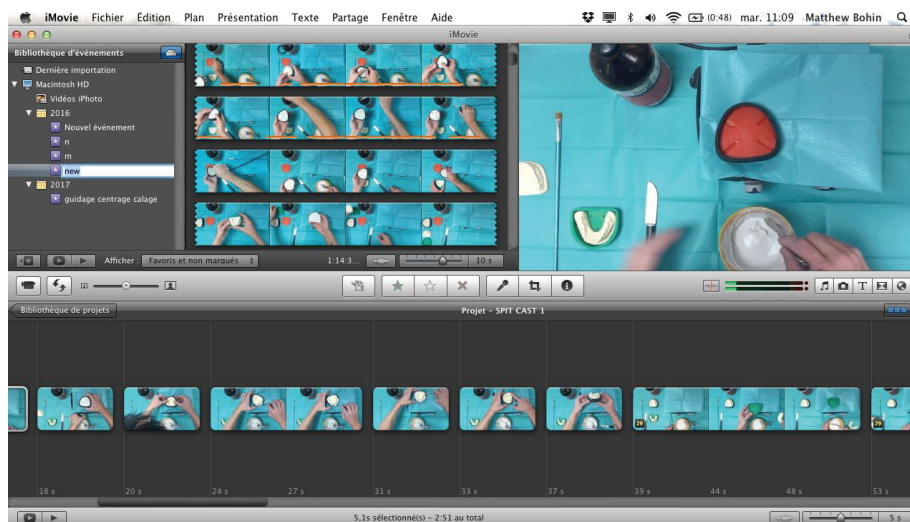 iMovie Fichier Édition Plan Présentation Texte Partage Fenêtre Aide (0:48) mar. 11:09 Matthew Bohin
iMovie
Bibliothèque d'événements
Dernière importation
Macintosh HD
Vidéos iPhoto
2016
Nouvel événement
n
m
new
2017
guidage centrage calage
Afficher : Favoris et non marqués 1:14:3... 10 s
Bibliothèque de projets Projet – SPIT CAST 1
29 29
18 s 20 s 24 s 27 s 31 s 33 s 37 s 39 s 44 s 48 s 53 s
5,1s sélectionné(s) – 2:51 au total 5 s